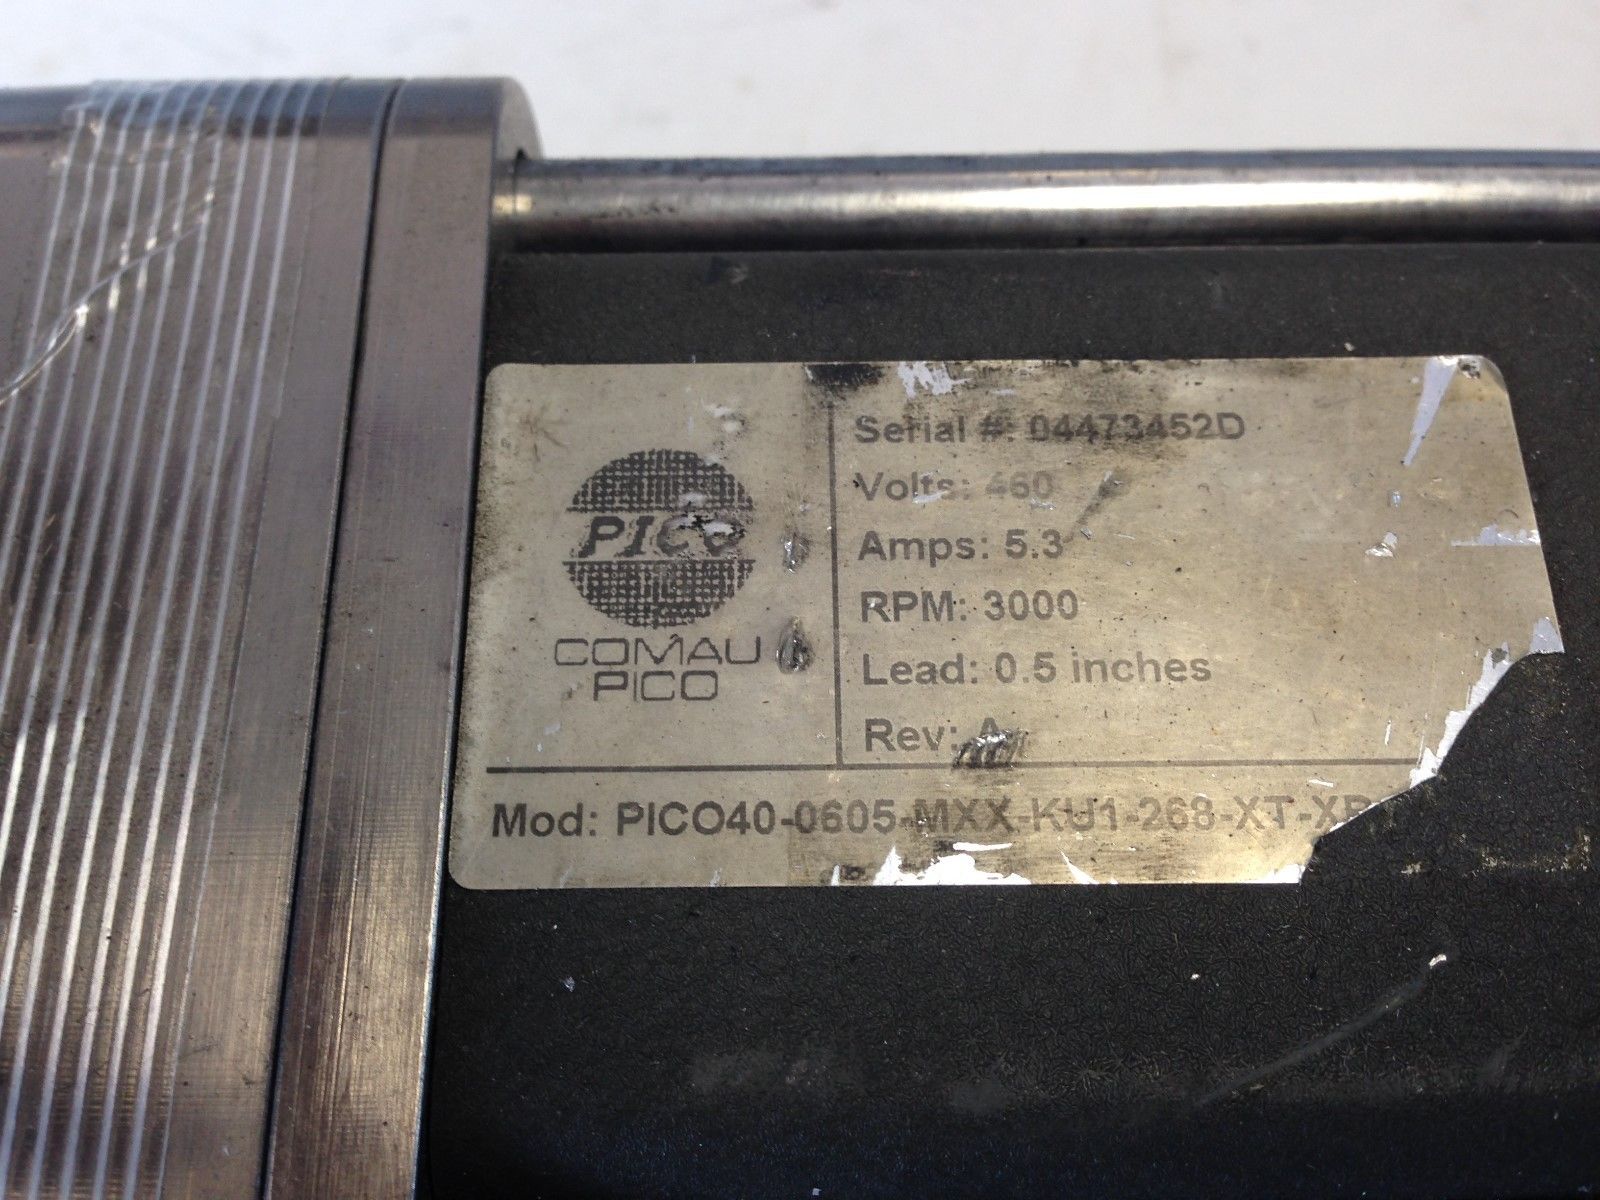 PICO
COMAU
PICO
Serial #: 04473452D
Volts: 460
Amps: 5.3
RPM: 3000
Lead: 0.5 inches
Rev: A
Mod: PICO40-0605-MXX-KU1-268-XT-